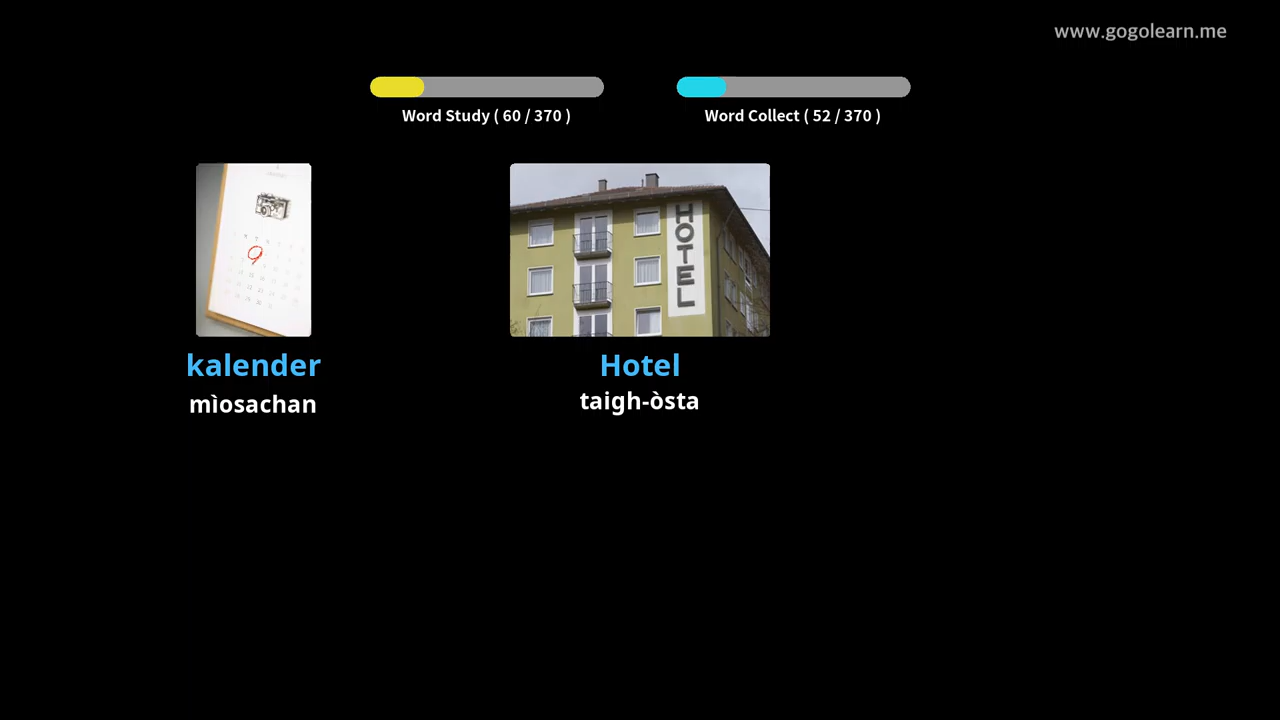 www.gogolearn.me
Word Study ( 60 / 370 )
Word Collect ( 52 / 370 )
HOTEL
kalender
mìosachan
Hotel
taigh-òsta